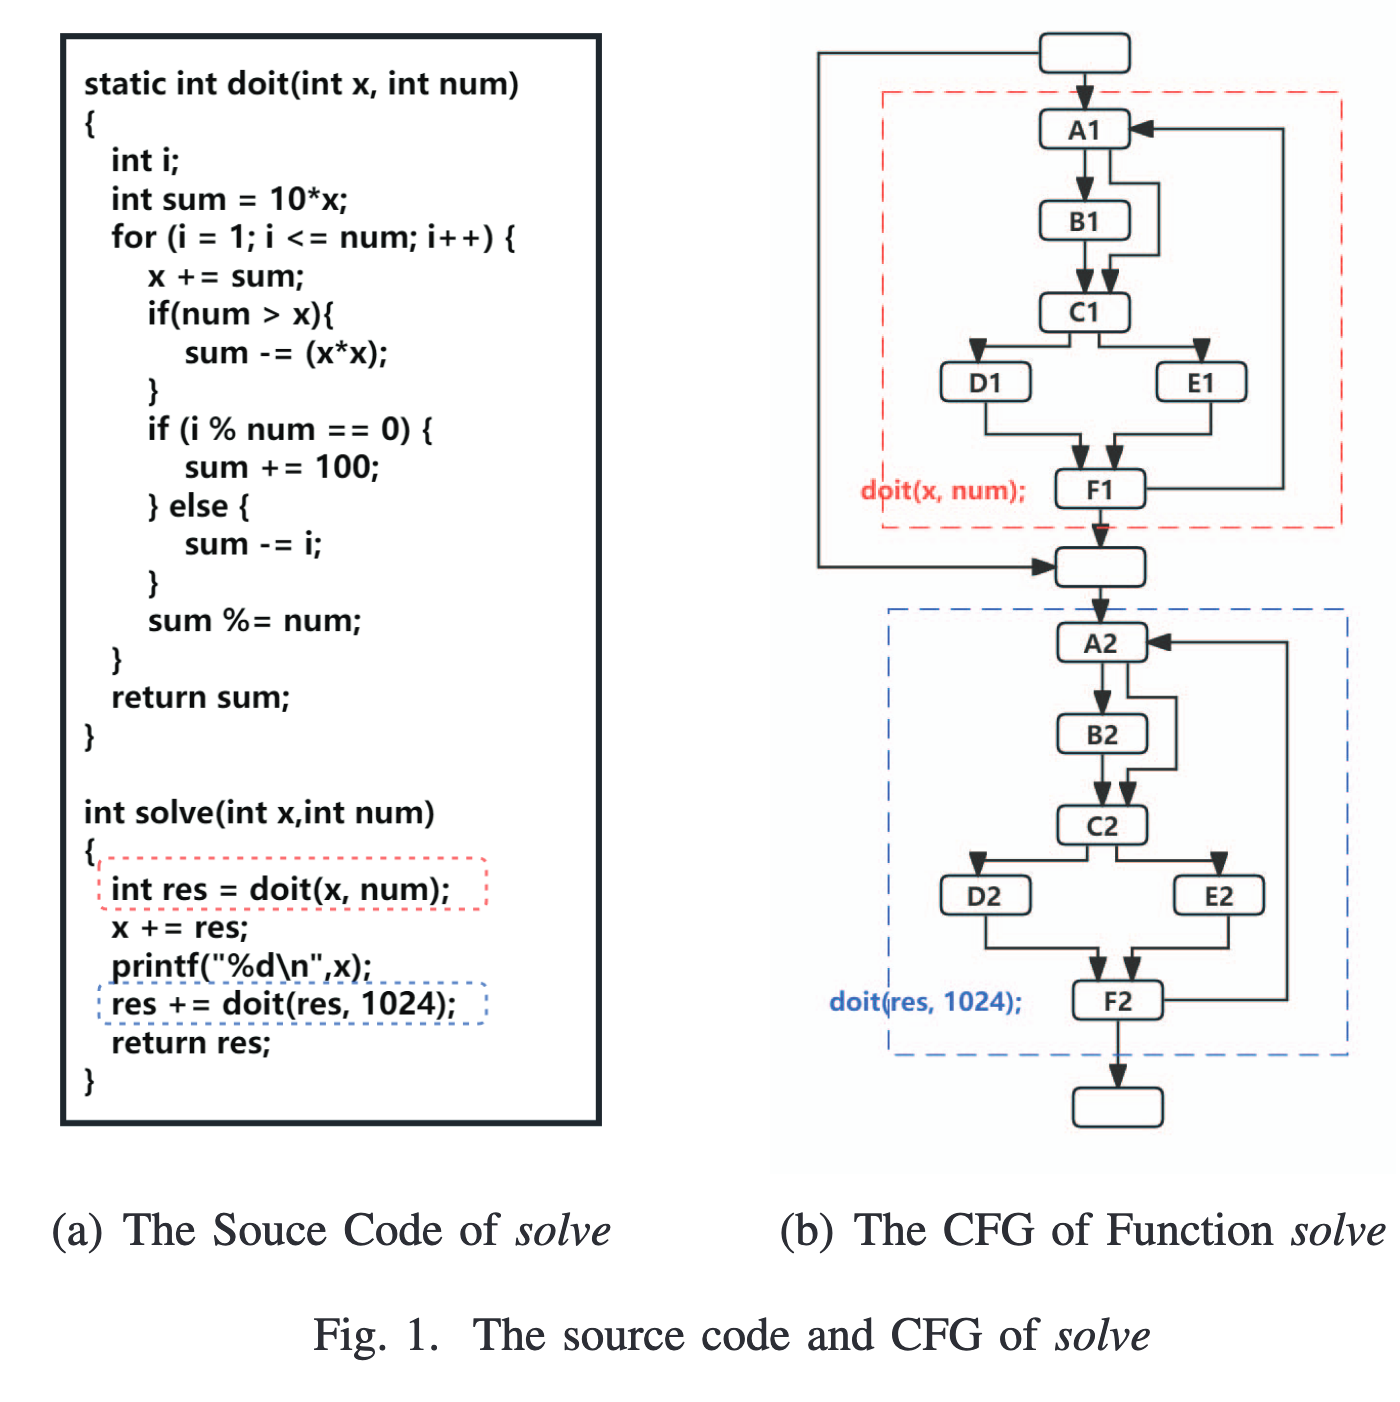 static int doit(int x, int num)
{
int i;
int sum = 10*x;
for (i = 1; i <= num; i++) {
x += sum;
if(num > x){
sum -= (x*x);
}
if (i % num == 0) {
sum += 100;
} else {
sum -= i;
}
sum %= num;
}
return sum;
}
int solve(int x,int num)
{
int res = doit(x, num);
x += res;
printf("%d\n",x);
res += doit(res, 1024);
return res;
}
A1
B1
C1
D1
E1
doit(x, num);
F1
A2
B2
C2
D2
E2
doit(res, 1024);
F2
(a) The Souce Code of solve
(b) The CFG of Function solve
Fig. 1. The source code and CFG of solve